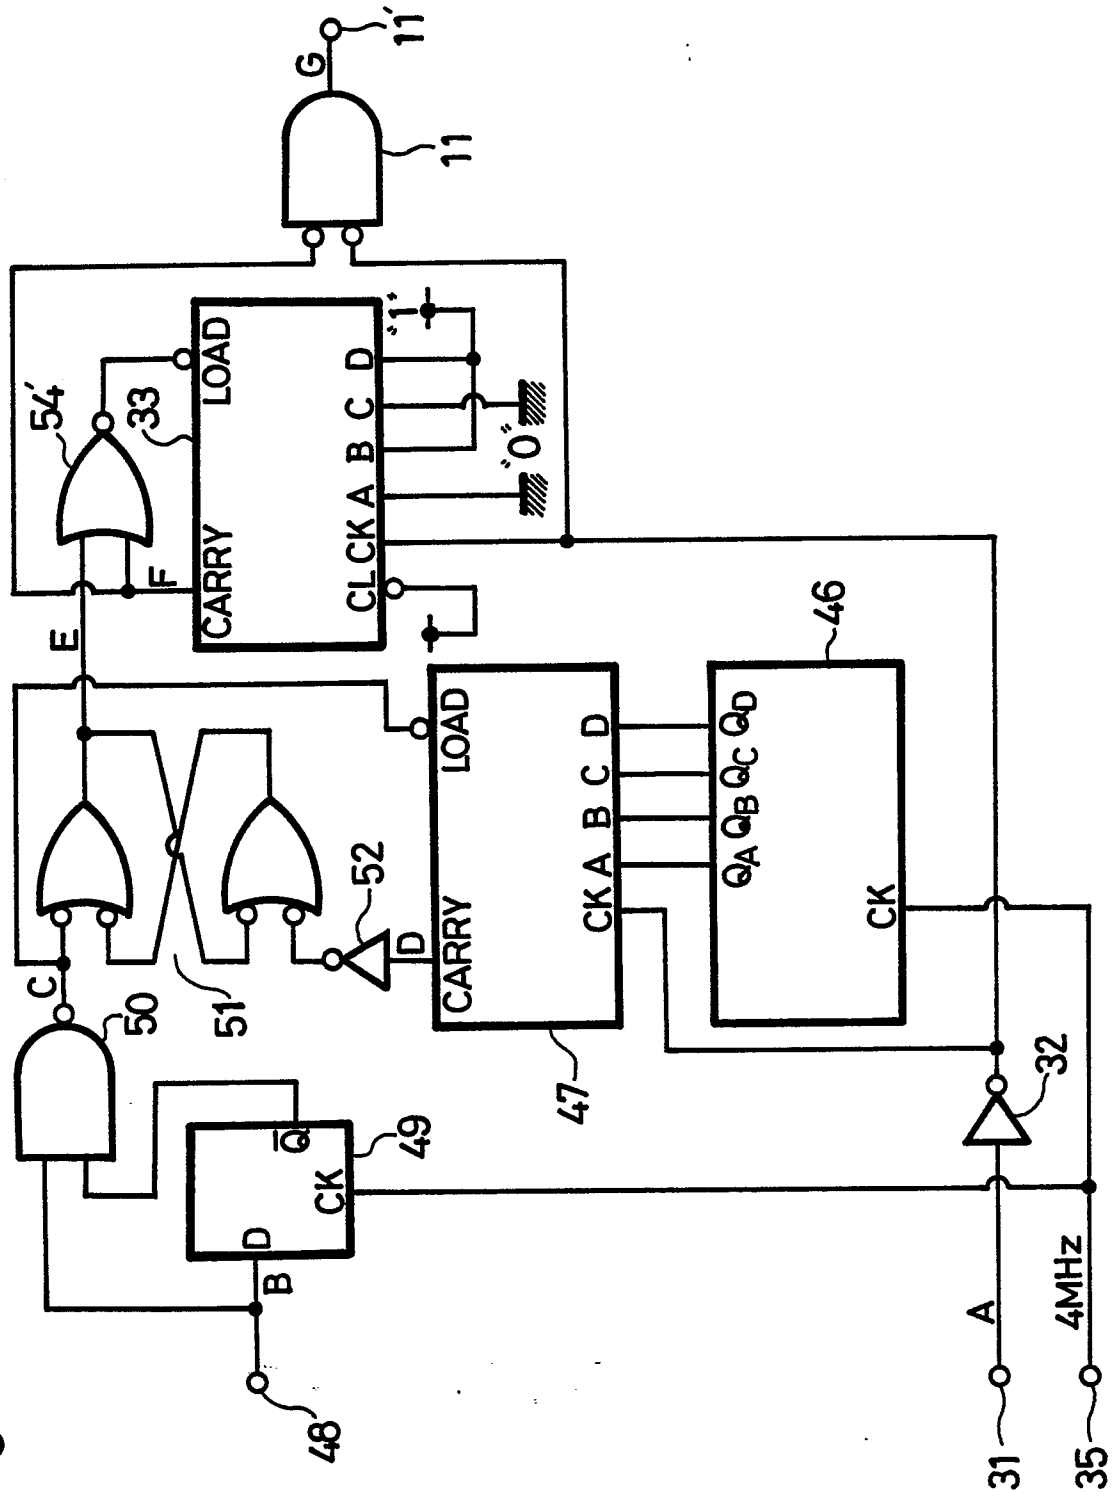 48
B
D
CK
Q̅
49
50
C
51
E
D
52
CARRY
LOAD
CK A B C D
47
QA QB QC QD
CK
46
54'
F
CARRY
LOAD
33
CL CK A B C D
"0"
"1"
G
11'
11
31
A
32
35
4MHz